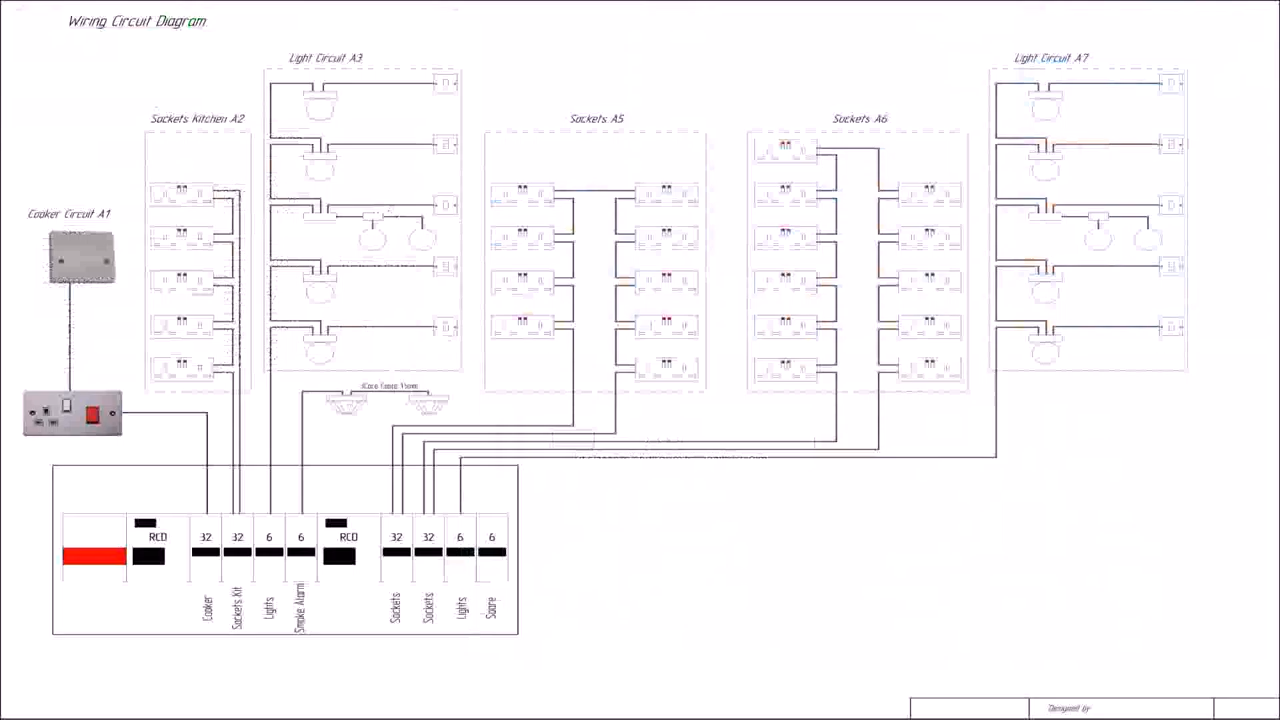 Wiring Circuit Diagram
Light Circuit A3
Light Circuit A7
Sockets Kitchen A2
Sockets A5
Sockets A6
Cooker Circuit A1
RCD
32
32
6
6
RCD
32
32
6
6
Cooker
Sockets Kit
Lights
Smoke Alarm
Sockets
Sockets
Lights
Spare
Designed by